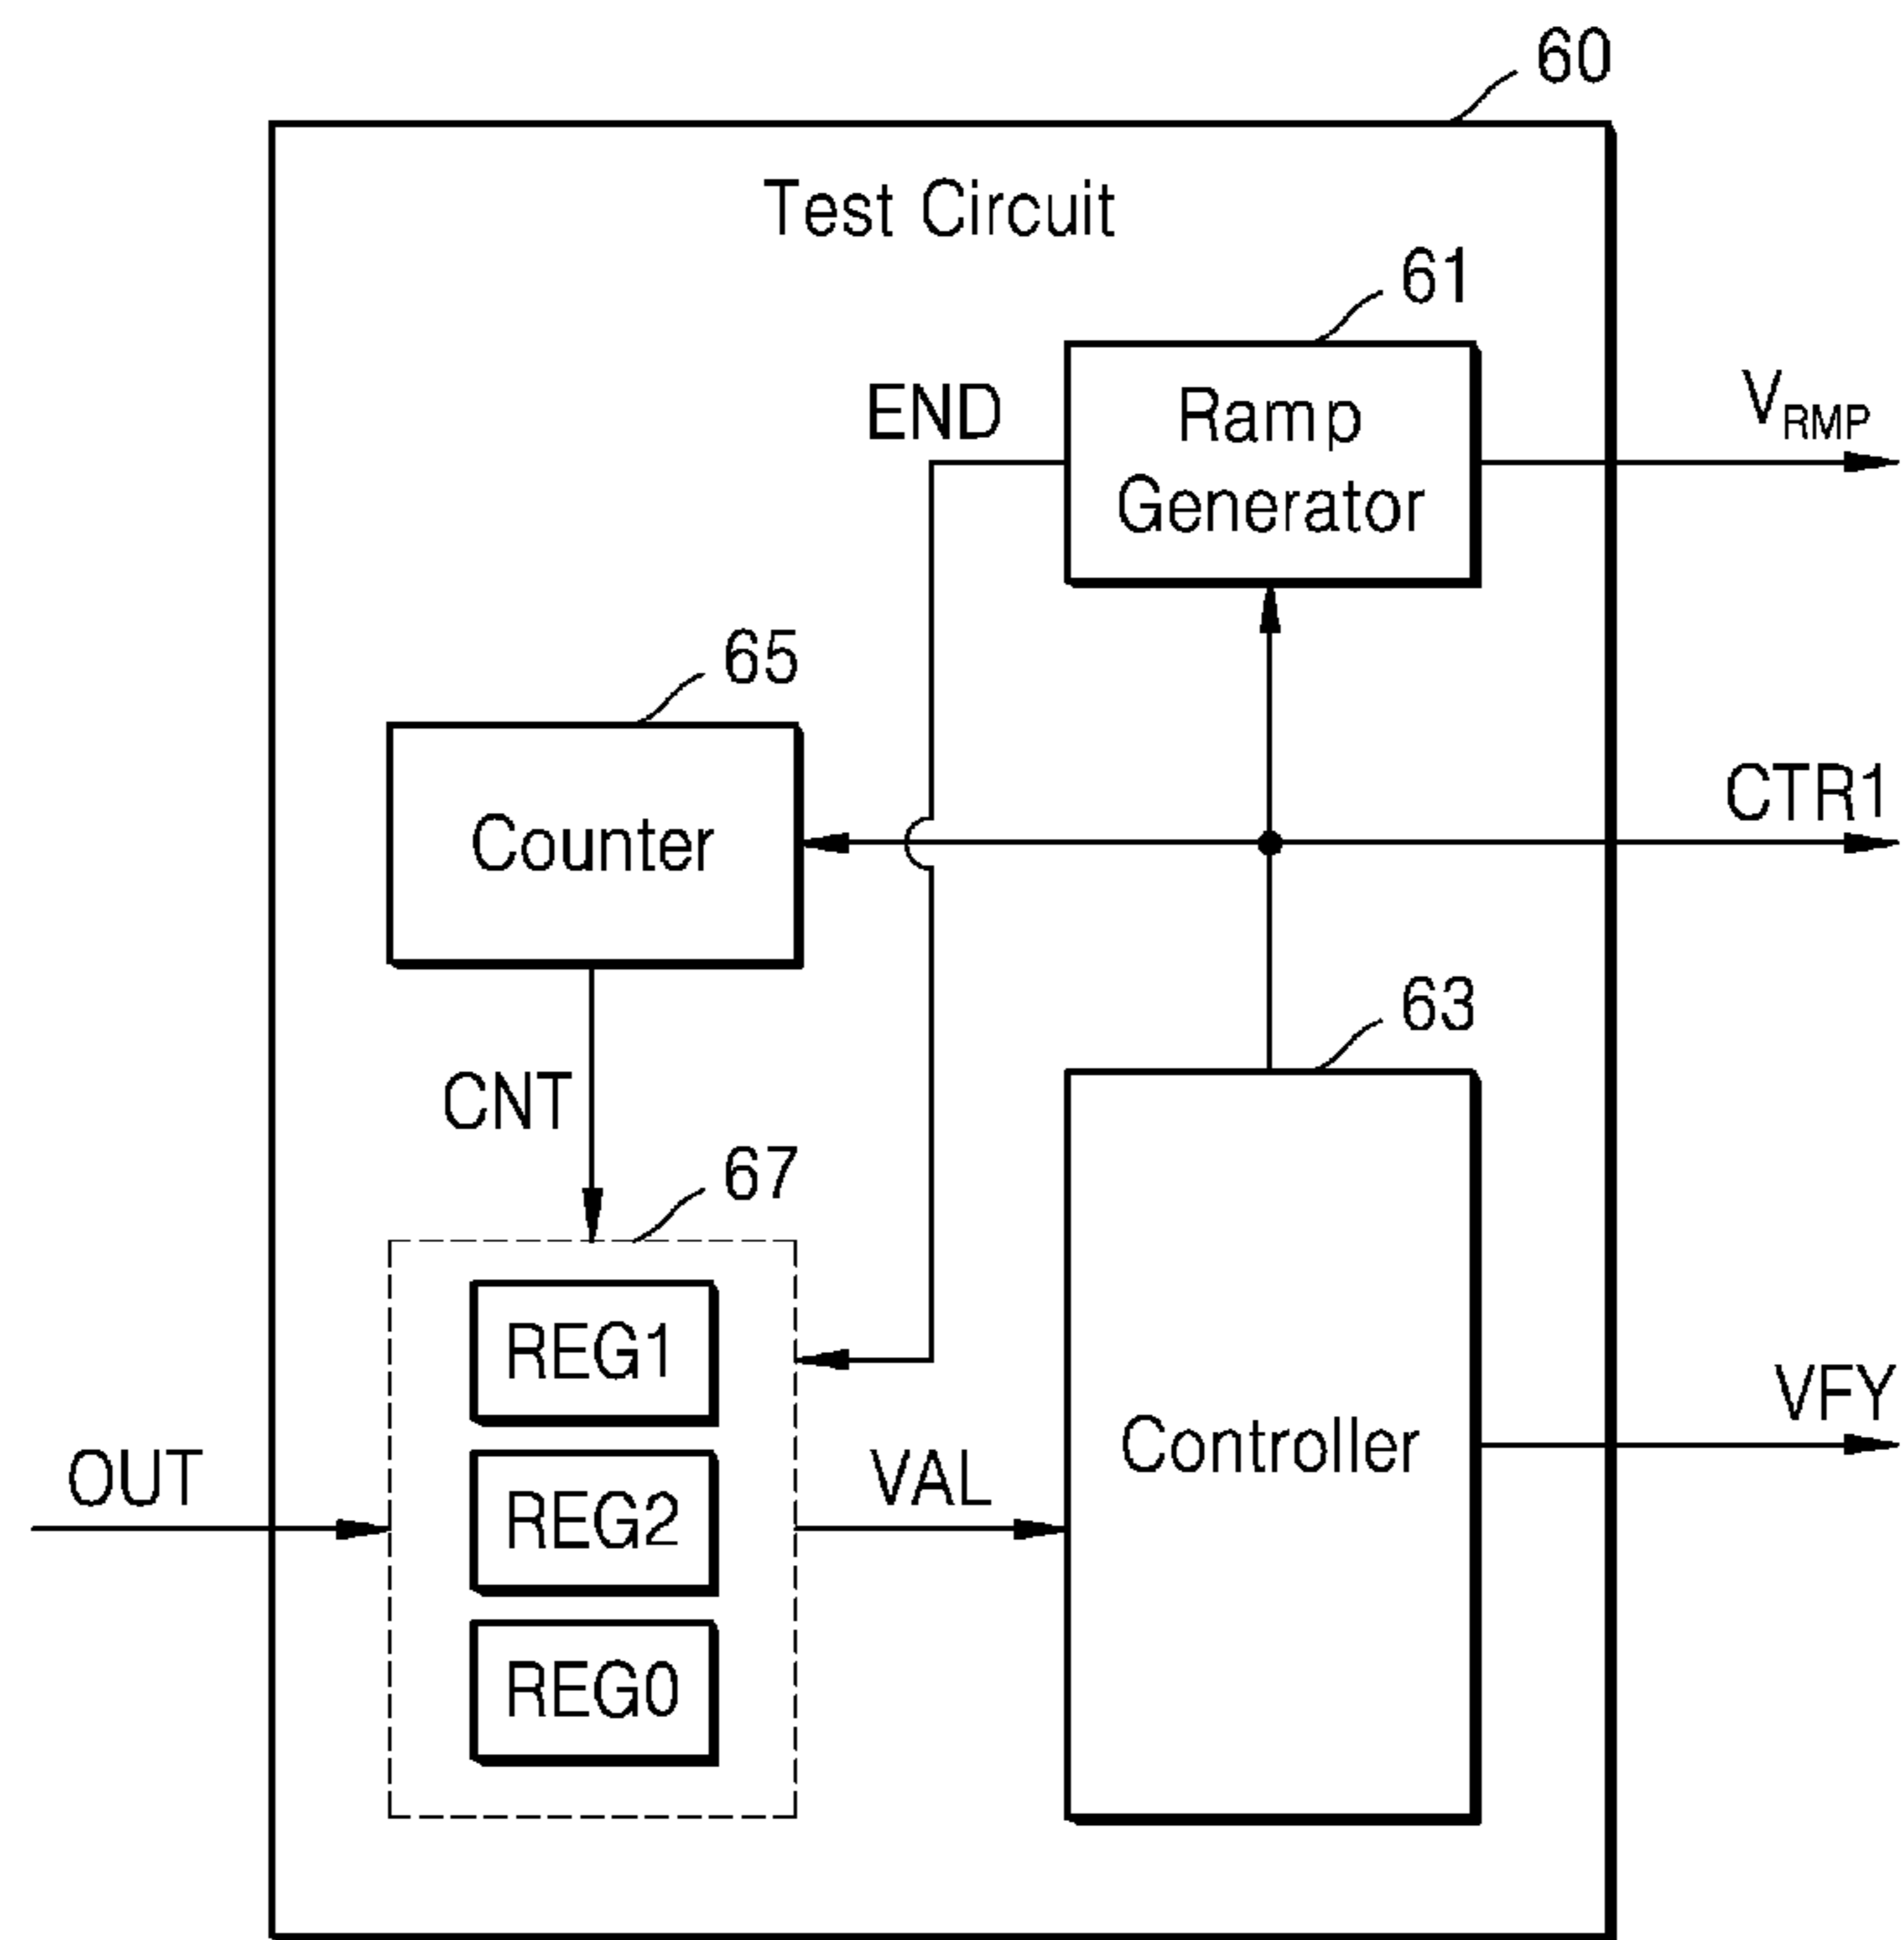 60
Test Circuit
61
END
Ramp
Generator
VRMP
65
Counter
CTR1
63
CNT
67
REG1
Controller
VFY
OUT
REG2
VAL
REG0